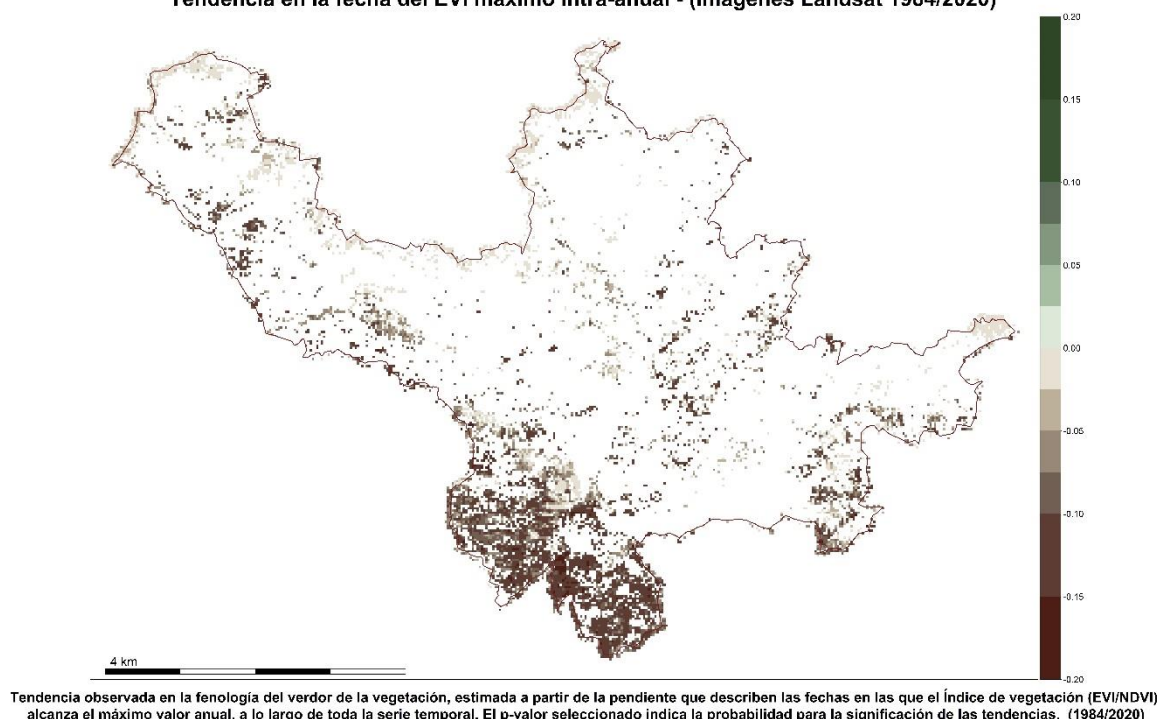 Tendencia en la fecha del EVI máximo intra-anual - (Imágenes Landsat 1984/2020)
0.20
0.15
0.10
0.05
0.00
-0.05
-0.10
-0.15
-0.20
4 km
Tendencia observada en la fenología del verdor de la vegetación, estimada a partir de la pendiente que describen las fechas en las que el Índice de vegetación (EVI/NDVI)
alcanza el máximo valor anual, a lo largo de toda la serie temporal. El p-valor seleccionado indica la probabilidad para la significación de las tendencias. (1984/2020)